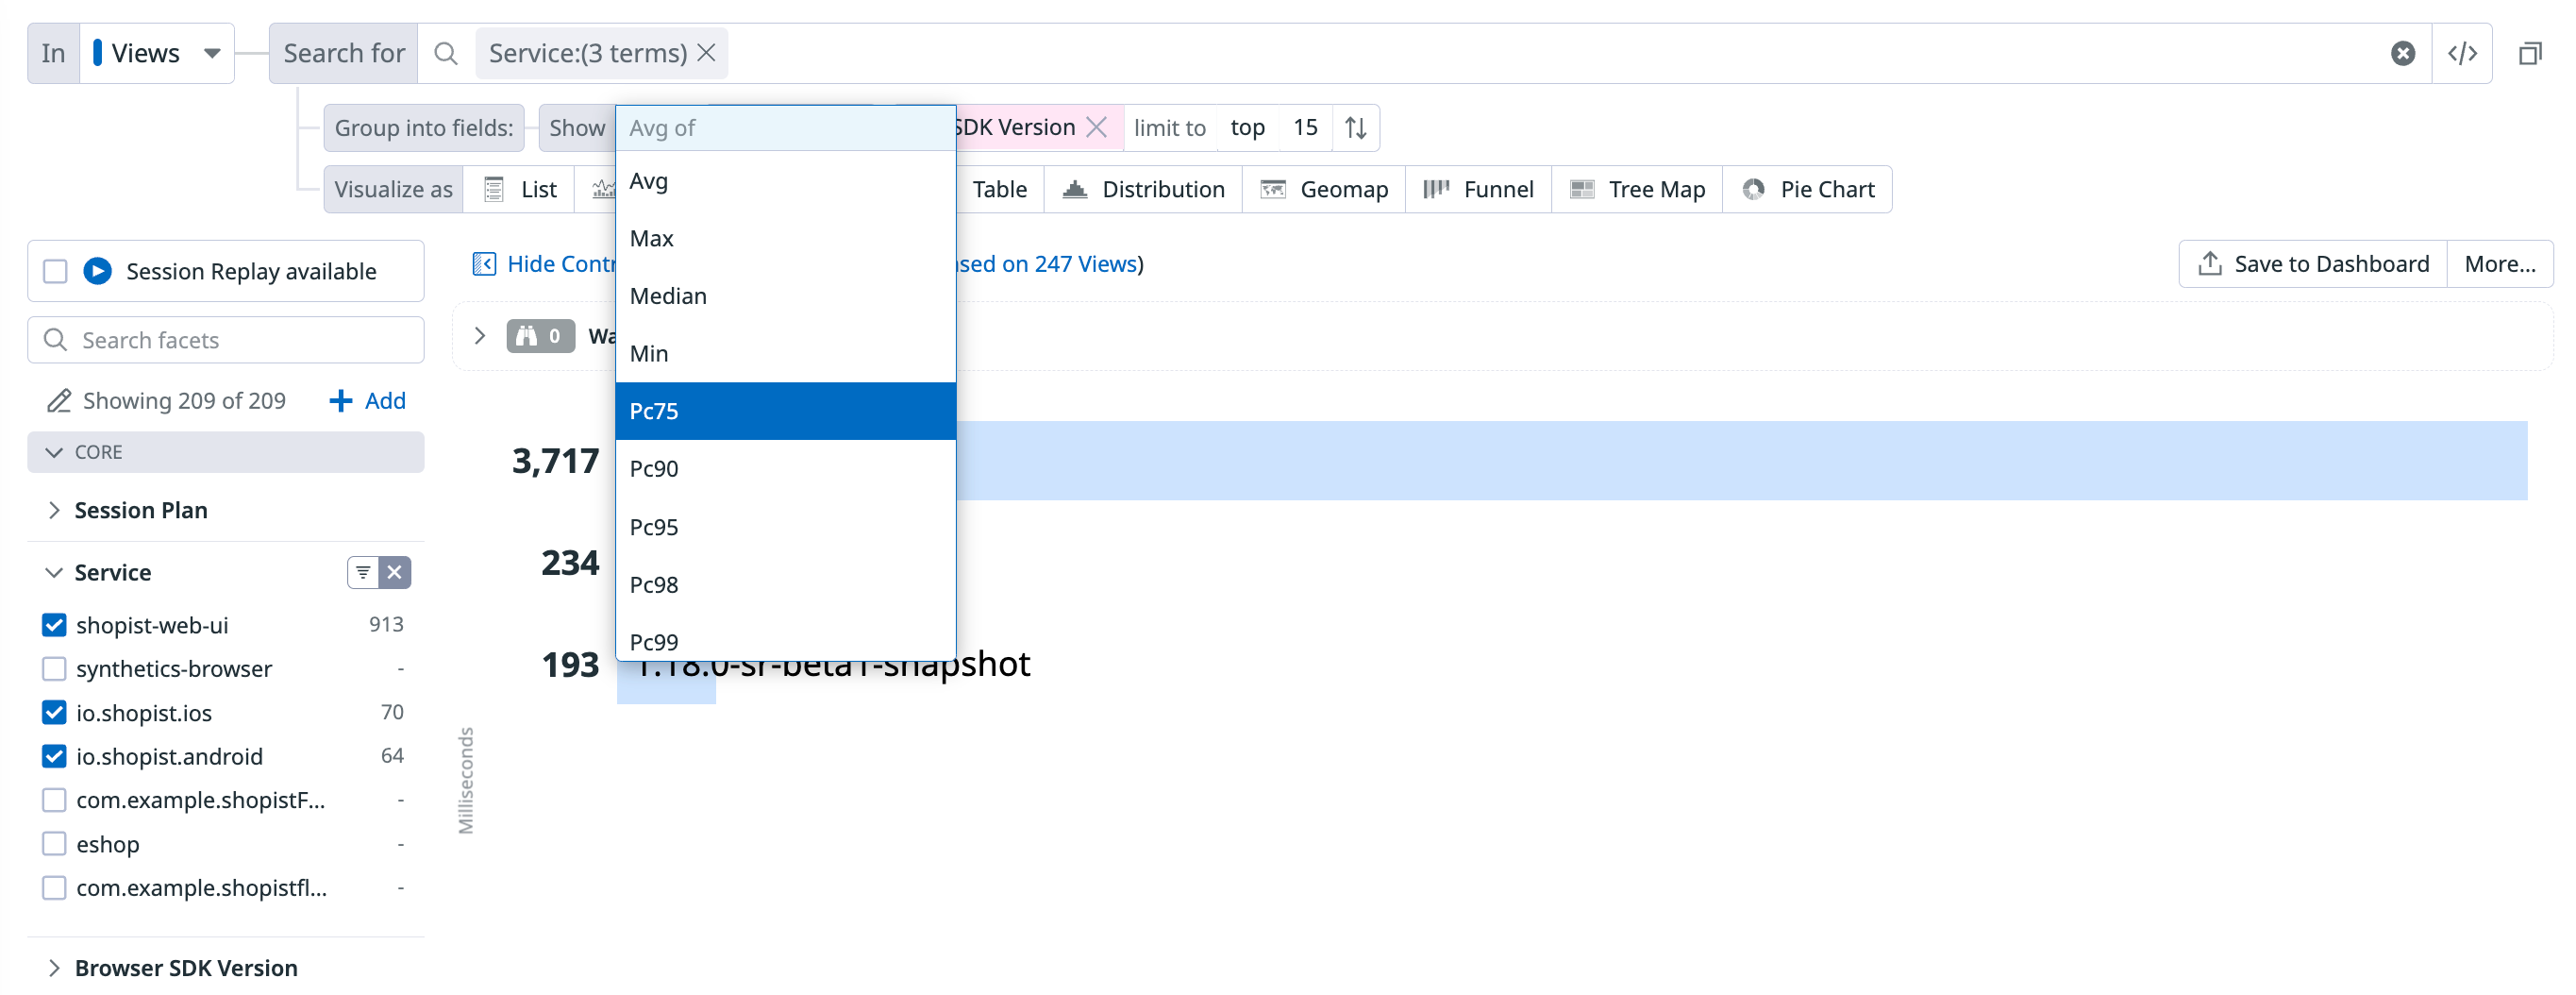 In Views Search for Service:(3 terms) </>
Group into fields: Show Avg of SDK Version limit to top 15
Visualize as List Table Distribution Geomap Funnel Tree Map Pie Chart
Avg
Max
Median
Min
Pc75
Pc90
Pc95
Pc98
Pc99
Session Replay available
Hide Contr
on 247 Views)
Save to Dashboard More...
Search facets
0
Showing 209 of 209 Add
CORE
3,717
Session Plan
234
Service
shopist-web-ui 913
193 1.18.0-sr-beta1-snapshot
synthetics-browser -
io.shopist.ios 70
io.shopist.android 64
com.example.shopistF... -
eshop -
com.example.shopistfl... -
Milliseconds
Browser SDK Version